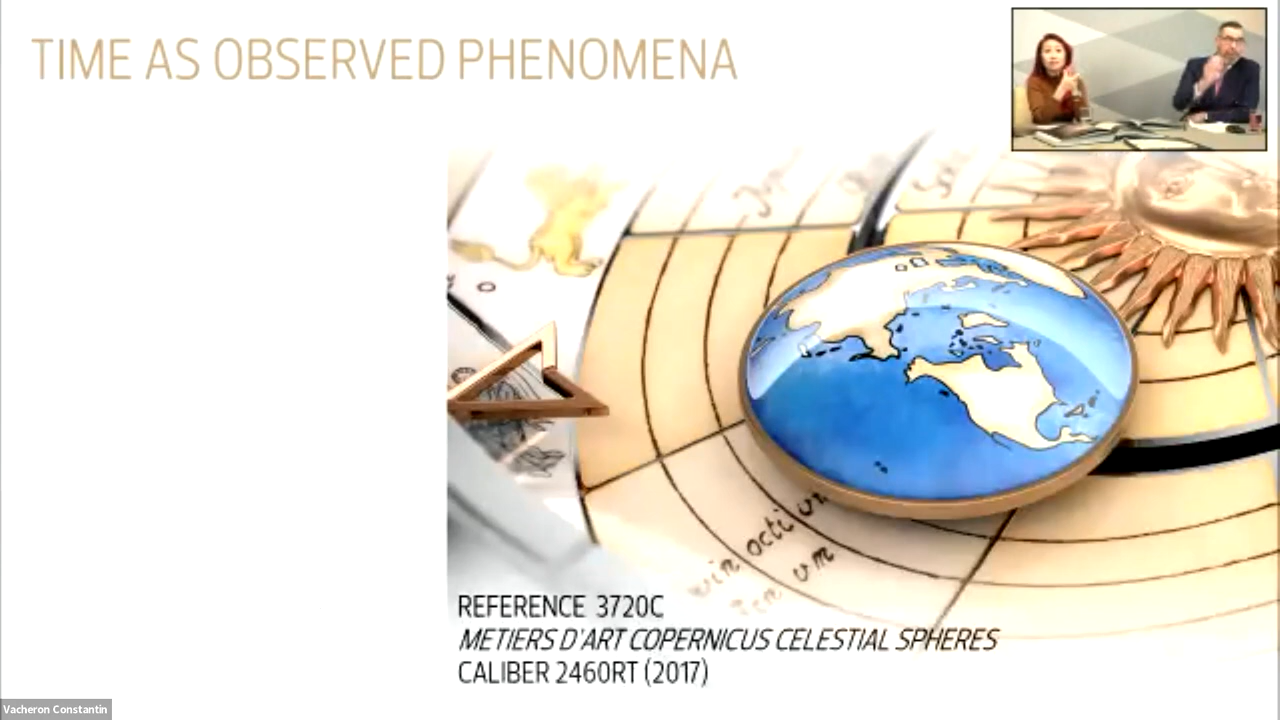 TIME AS OBSERVED PHENOMENA
REFERENCE 3720C
METIERS D'ART COPERNICUS CELESTIAL SPHERES
CALIBER 2460RT (2017)
Vacheron Constantin